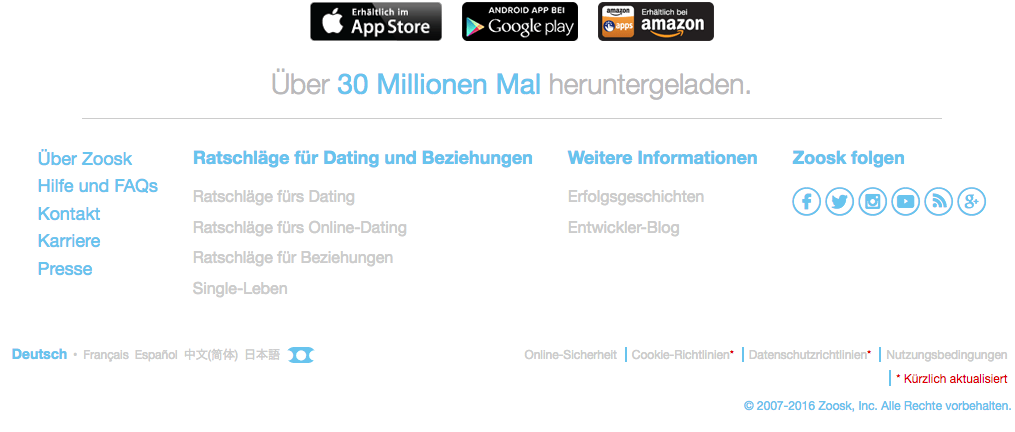 Erhältlich im App Store
ANDROID APP BEI Google play
amazon apps Erhältlich bei amazon
Über 30 Millionen Mal heruntergeladen.
Über Zoosk
Hilfe und FAQs
Kontakt
Karriere
Presse
Ratschläge für Dating und Beziehungen
Ratschläge fürs Dating
Ratschläge fürs Online-Dating
Ratschläge für Beziehungen
Single-Leben
Weitere Informationen
Erfolgsgeschichten
Entwickler-Blog
Zoosk folgen
Deutsch • Français Español 中文(简体) 日本語
Online-Sicherheit | Cookie-Richtlinien* | Datenschutzrichtlinien* | Nutzungsbedingungen
| * Kürzlich aktualisiert
© 2007-2016 Zoosk, Inc. Alle Rechte vorbehalten.